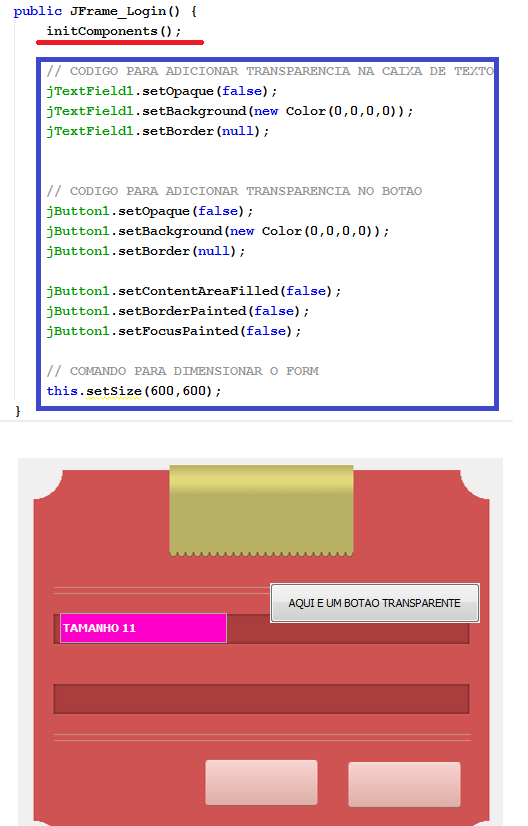 public JFrame_Login() {
initComponents();
// CODIGO PARA ADICIONAR TRANSPARENCIA NA CAIXA DE TEXTO
jTextField1.setOpaque(false);
jTextField1.setBackground(new Color(0,0,0,0));
jTextField1.setBorder(null);
// CODIGO PARA ADICIONAR TRANSPARENCIA NO BOTAO
jButton1.setOpaque(false);
jButton1.setBackground(new Color(0,0,0,0));
jButton1.setBorder(null);
jButton1.setContentAreaFilled(false);
jButton1.setBorderPainted(false);
jButton1.setFocusPainted(false);
// COMANDO PARA DIMENSIONAR O FORM
this.setSize(600,600);
}
AQUI E UM BOTAO TRANSPARENTE
TAMANHO 11